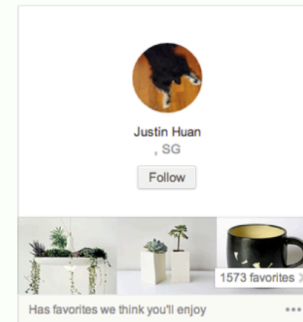 Justin Huan
, SG
Follow
1573 favorites
Has favorites we think you'll enjoy